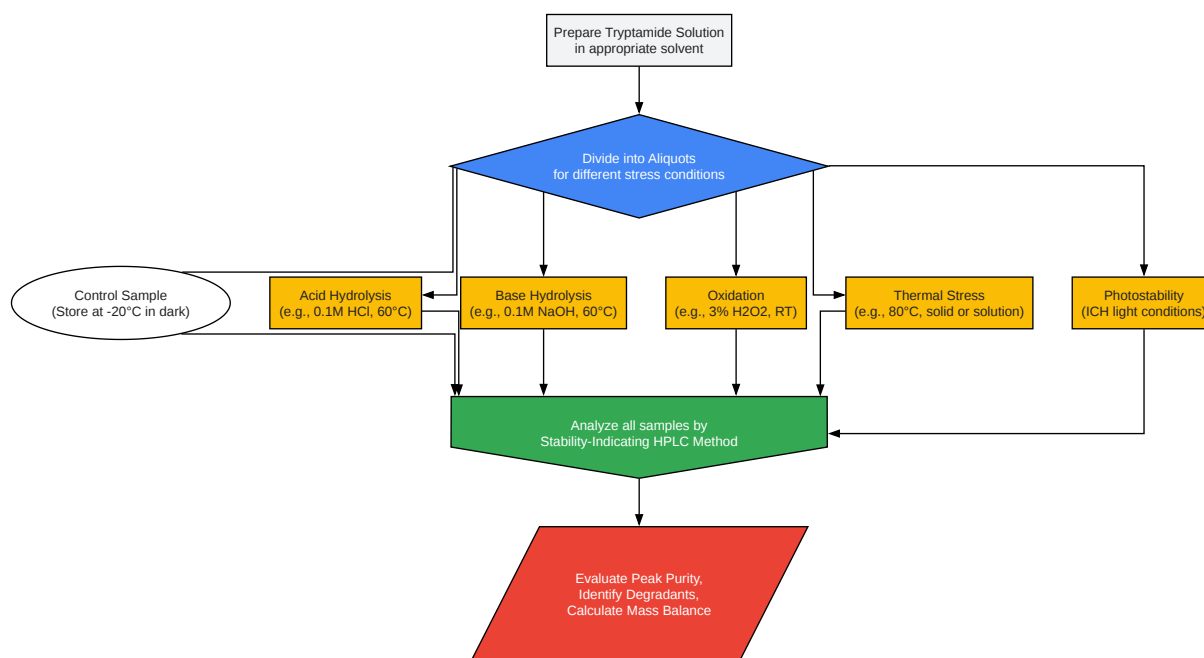 Prepare Tryptamide Solution
in appropriate solvent
Divide into Aliquots
for different stress conditions
Control Sample
(Store at -20°C in dark)
Acid Hydrolysis
(e.g., 0.1M HCl, 60°C)
Base Hydrolysis
(e.g., 0.1M NaOH, 60°C)
Oxidation
(e.g., 3% H2O2, RT)
Thermal Stress
(e.g., 80°C, solid or solution)
Photostability
(ICH light conditions)
Analyze all samples by
Stability-Indicating HPLC Method
Evaluate Peak Purity,
Identify Degradants,
Calculate Mass Balance